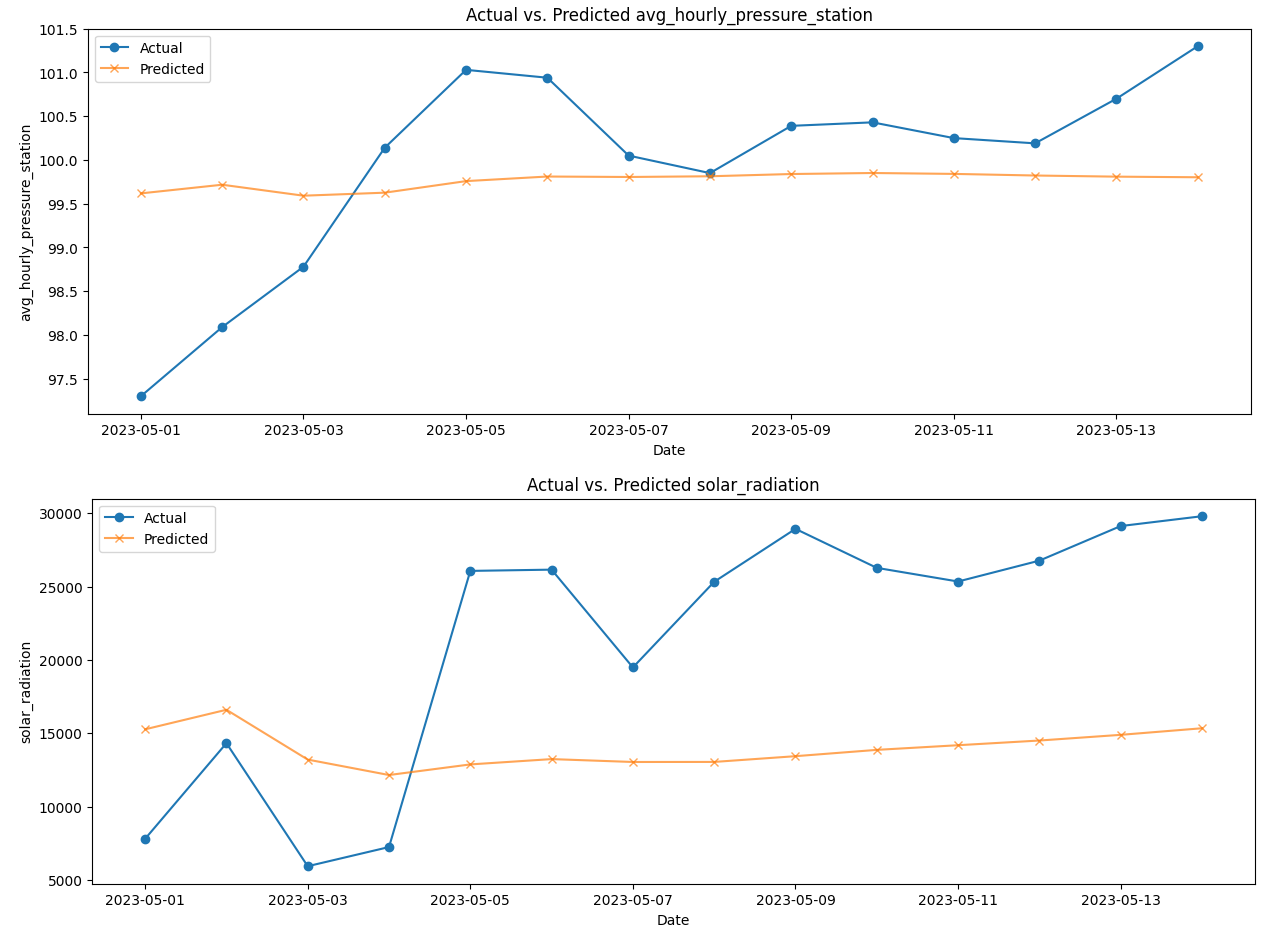 Actual vs. Predicted avg_hourly_pressure_station
Actual
Predicted
avg_hourly_pressure_station
101.5
101.0
100.5
100.0
99.5
99.0
98.5
98.0
97.5
2023-05-01 2023-05-03 2023-05-05 2023-05-07 2023-05-09 2023-05-11 2023-05-13
Date
Actual vs. Predicted solar_radiation
Actual
Predicted
solar_radiation
30000
25000
20000
15000
10000
5000
2023-05-01 2023-05-03 2023-05-05 2023-05-07 2023-05-09 2023-05-11 2023-05-13
Date